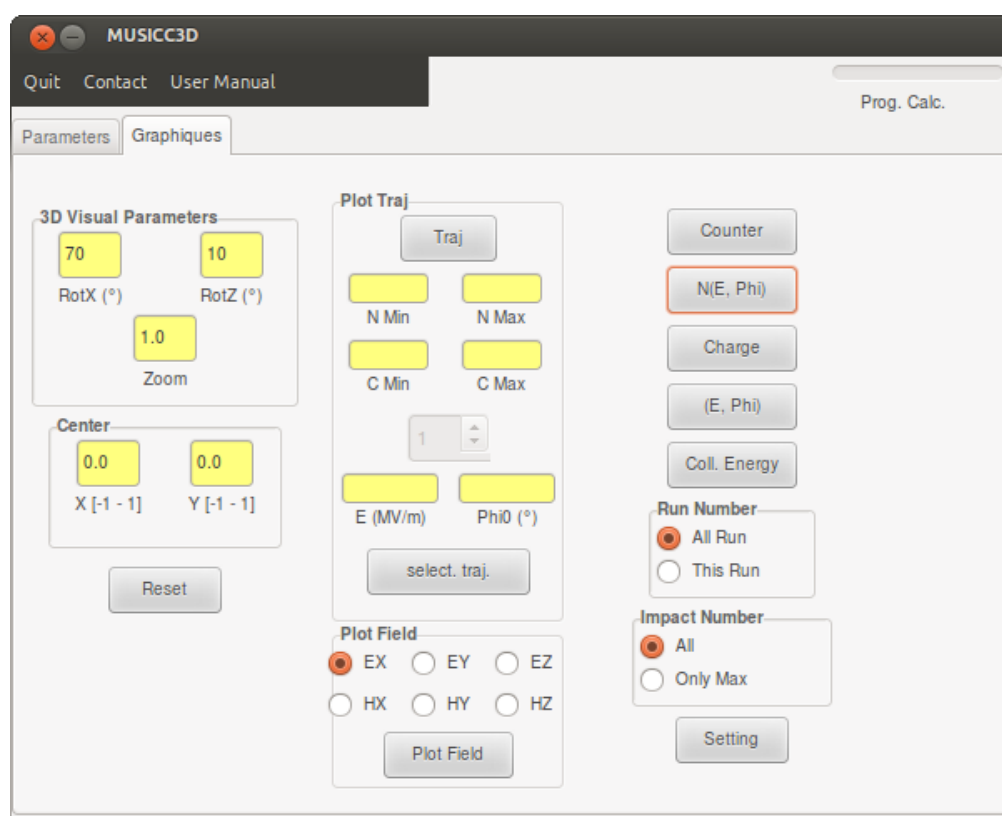 MUSICC3D
Quit Contact User Manual
Prog. Calc.
Parameters Graphiques
3D Visual Parameters
70 10
RotX (°) RotZ (°)
1.0
Zoom
Center
0.0 0.0
X [-1 - 1] Y [-1 - 1]
Reset
Plot Traj
Traj
N Min N Max
C Min C Max
1
E (MV/m) Phi0 (°)
select. traj.
Plot Field
EX EY EZ
HX HY HZ
Plot Field
Counter
N(E, Phi)
Charge
(E, Phi)
Coll. Energy
Run Number
All Run
This Run
Impact Number
All
Only Max
Setting